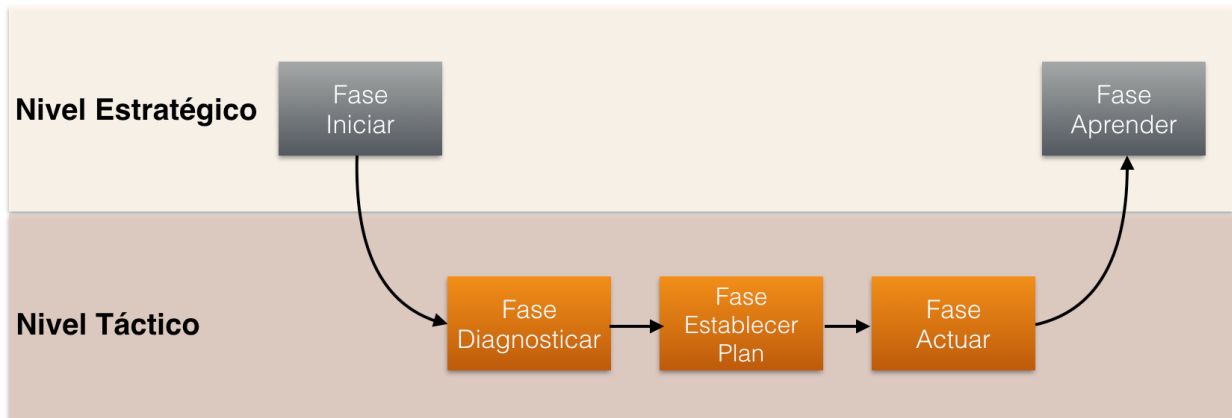 Nivel Estratégico
Fase
Iniciar
Fase
Aprender
Nivel Táctico
Fase
Diagnosticar
Fase
Establecer
Plan
Fase
Actuar